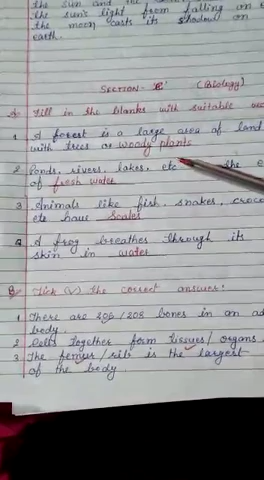 the sun and the
the sun's light from falling on
the moon casts its shadow on
earth.
SECTION- 'B' (Biology)
Fill in the blanks with suitable
1 A forest is a large area of land
with trees or woody plants
2 Ponds, rivers, lakes, etc
of fresh water
3 Animals like fish, snakes,
etc have scales
4 A frog breathes through its
skin in water
Tick (√) the correct answer:
1 There are 206/208 bones in an
body.
2 Cells together form tissues/organs
3 The femur/rib is the largest
of the body